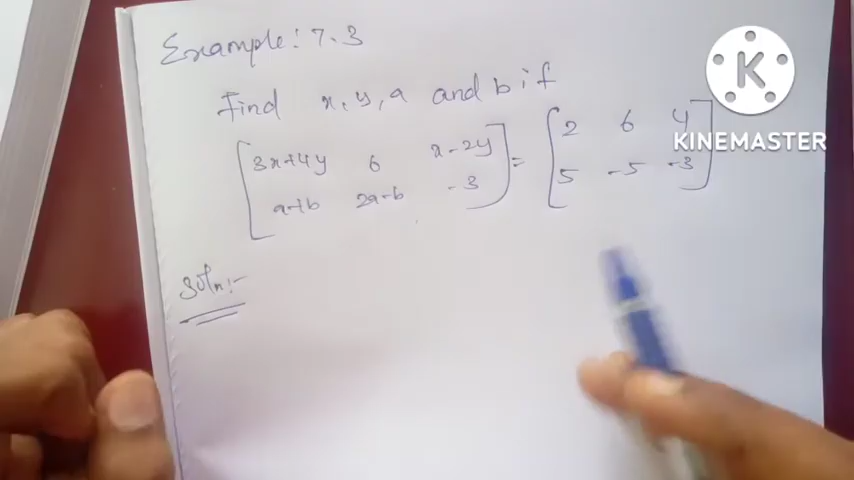 Example: 7.3
Find x, y, a and b if
[3x+4y 6 x-2y] = [2 6 4]
[a+b 2a-b -3] [5 -5 -3]
Soln:-
K
KINEMASTER